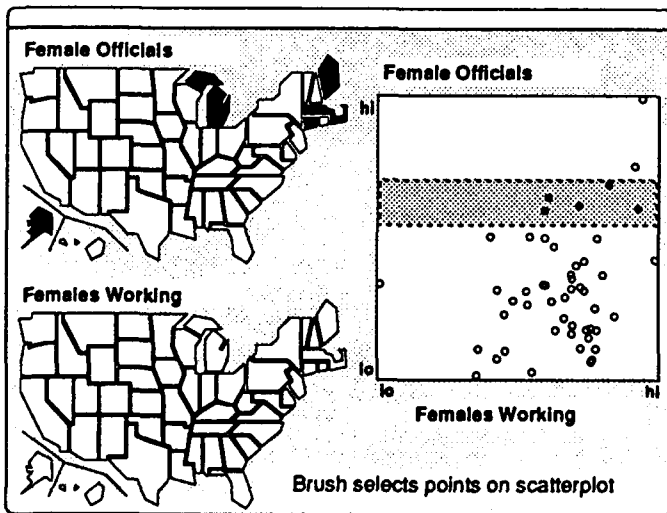 Female Officials
Female Officials
hi
Females Working
lo
lo
hi
Females Working
Brush selects points on scatterplot